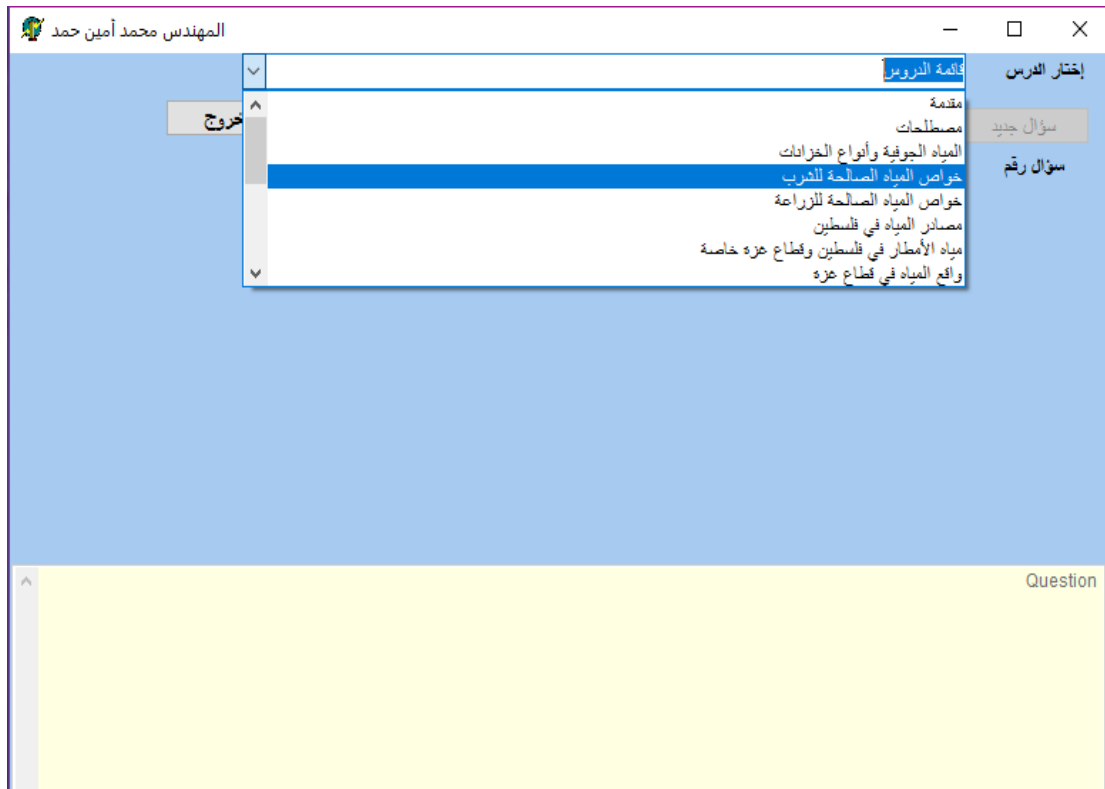 المهندس محمد أمين حمد
إختار الدرس
قائمة الدروس
مقدمة
مصطلحات
المياه الجوفية وأنواع الخزانات
خواص المياه الصالحة للشرب
خواص المياه الصالحة للزراعة
مصادر المياه في فلسطين
مياه الأمطار في فلسطين وقطاع غزة خاصة
واقع المياه في قطاع غزة
سؤال جديد
خروج
سؤال رقم
Question